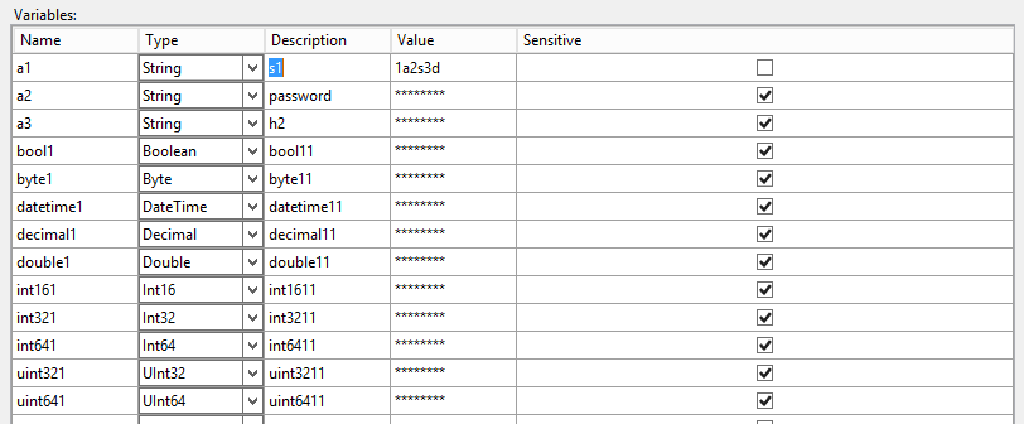 Variables:
Name Type Description Value Sensitive
a1 String s1 1a2s3d
a2 String password ********
a3 String h2 ********
bool1 Boolean bool11 ********
byte1 Byte byte11 ********
datetime1 DateTime datetime11 ********
decimal1 Decimal decimal11 ********
double1 Double double11 ********
int161 Int16 int1611 ********
int321 Int32 int3211 ********
int641 Int64 int6411 ********
uint321 UInt32 uint3211 ********
uint641 UInt64 uint6411 ********